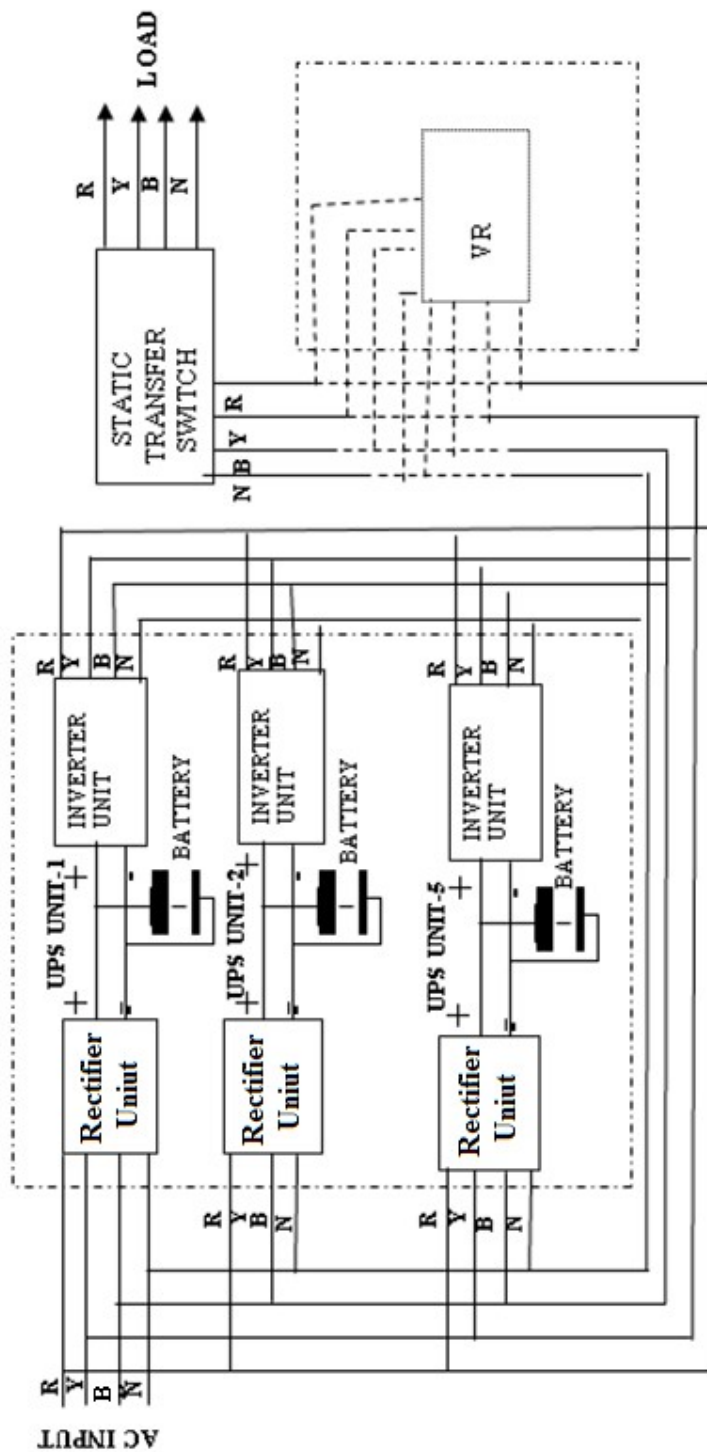 AC INPUT
R
Y
B
N
UPS UNIT-1
Rectifier
Uniut
+
-
+
-
BATTERY
INVERTER
UNIT
R
Y
B
N
R
Y
B
N
UPS UNIT-2
Rectifier
Uniut
+
-
+
-
BATTERY
INVERTER
UNIT
R
Y
B
N
R
Y
B
N
UPS UNIT-5
Rectifier
Uniut
+
-
+
-
BATTERY
INVERTER
UNIT
R
Y
B
N
STATIC
TRANSFER
SWITCH
N
B
Y
R
R
Y
B
N
LOAD
VR